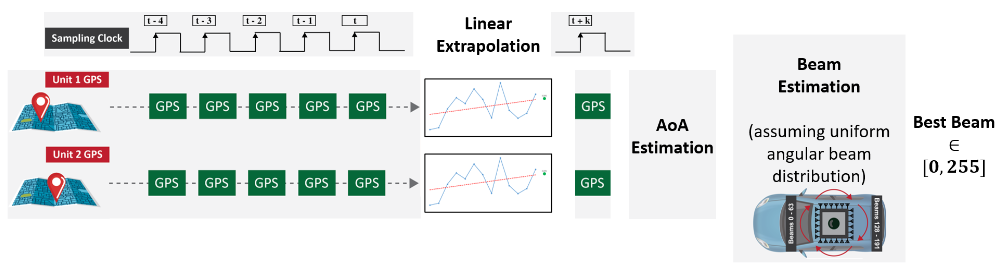 Sampling Clock
t - 4
t - 3
t - 2
t - 1
t
Linear
Extrapolation
t + k
Unit 1 GPS
GPS
GPS
GPS
GPS
GPS
GPS
Unit 2 GPS
GPS
GPS
GPS
GPS
GPS
GPS
AoA
Estimation
Beam
Estimation
(assuming uniform
angular beam
distribution)
Beams 0 - 63
Beams 128 -
191
Best Beam
∈
[0, 255]